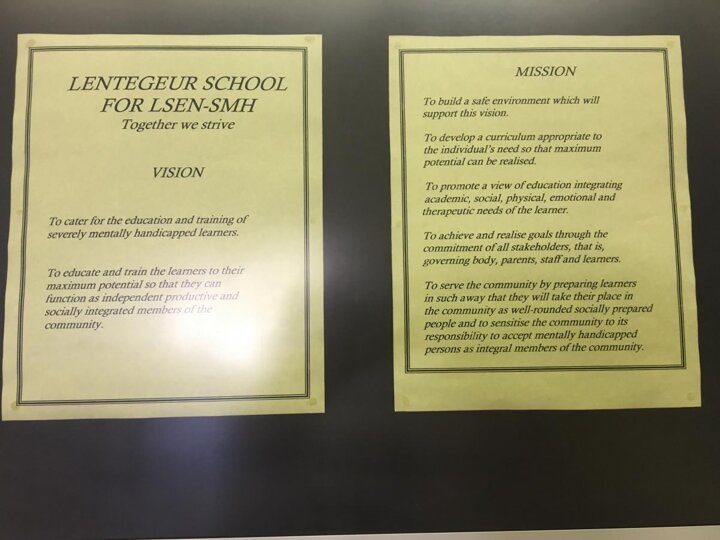 LENTEGEUR SCHOOL
FOR LSEN-SMH
Together we strive
VISION
To cater for the education and training of
severely mentally handicapped learners.
To educate and train the learners to their
maximum potential so that they can
function as independent productive and
socially integrated members of the
community.
MISSION
To build a safe environment which will
support this vision.
To develop a curriculum appropriate to
the individual's need so that maximum
potential can be realised.
To promote a view of education integrating
academic, social, physical, emotional and
therapeutic needs of the learner.
To achieve and realise goals through the
commitment of all stakeholders, that is,
governing body, parents, staff and learners.
To serve the community by preparing learners
in such away that they will take their place in
the community as well-rounded socially prepared
people and to sensitise the community to its
responsibility to accept mentally handicapped
persons as integral members of the community.